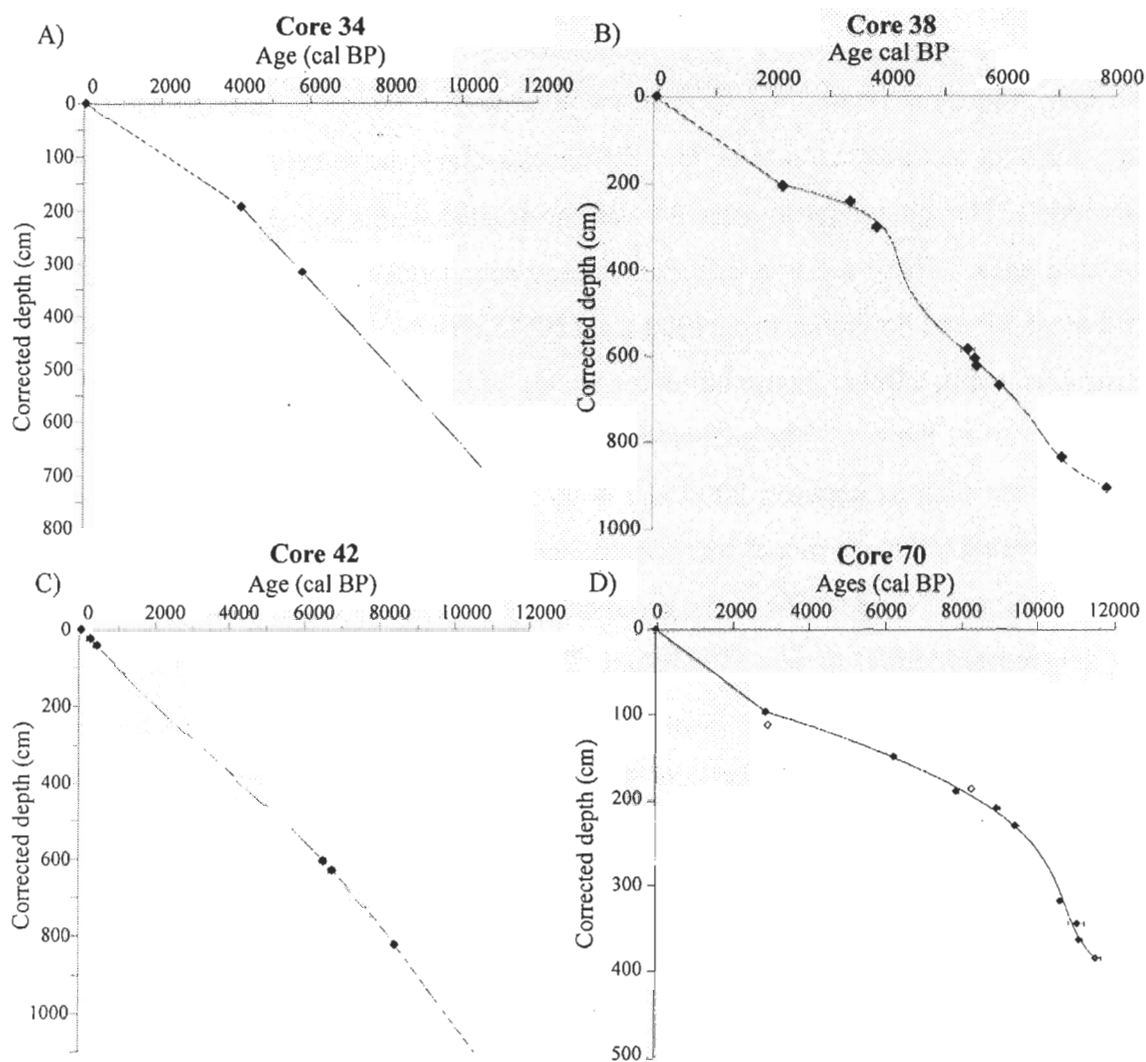 A)
Core 34
Age (cal BP)
0 2000 4000 6000 8000 10000 12000
0
100
200
300
400
500
600
700
800
Corrected depth (cm)
B)
Core 38
Age cal BP
0 2000 4000 6000 8000
0
200
400
600
800
1000
Corrected depth (cm)
C)
Core 42
Age (cal BP)
0 2000 4000 6000 8000 10000 12000
0
200
400
600
800
1000
Corrected depth (cm)
D)
Core 70
Ages (cal BP)
0 2000 4000 6000 8000 10000 12000
0
100
200
300
400
500
Corrected depth (cm)